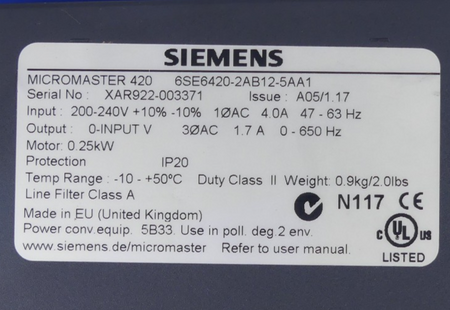 SIEMENS
MICROMASTER 420 6SE6420-2AB12-5AA1
Serial No : XAR922-003371 Issue : A05/1.17
Input : 200-240V +10% -10% 1ØAC 4.0A 47 - 63 Hz
Output : 0-INPUT V 3ØAC 1.7 A 0 - 650 Hz
Motor: 0.25kW
Protection IP20
Temp Range : -10 - +50°C Duty Class II Weight: 0.9kg/2.0lbs
Line Filter Class A
N117 CE
Made in EU (United Kingdom)
Power conv.equip. 5B33. Use in poll. deg.2 env.
c UL us
www.siemens.de/micromaster Refer to user manual.
LISTED